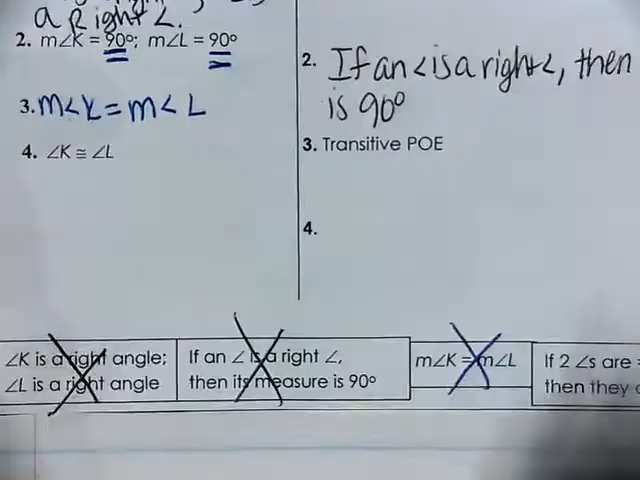 a Right ∠.
2. m∠K = 90°; m∠L = 90°
3. m∠K = m∠L
4. ∠K ≅ ∠L
2. If an ∠ is a right ∠, then
is 90°
3. Transitive POE
4.
∠K is a right angle;
∠L is a right angle
If an ∠ is a right ∠,
then its measure is 90°
m∠K = m∠L
If 2 ∠s are =
then they